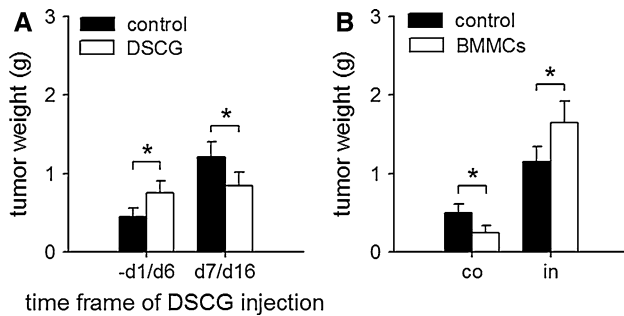 A
control
DSCG
tumor weight (g)
3
2
1
0
*
*
-d1/d6
d7/d16
time frame of DSCG injection
B
control
BMMCs
tumor weight (g)
3
2
1
0
*
*
co
in